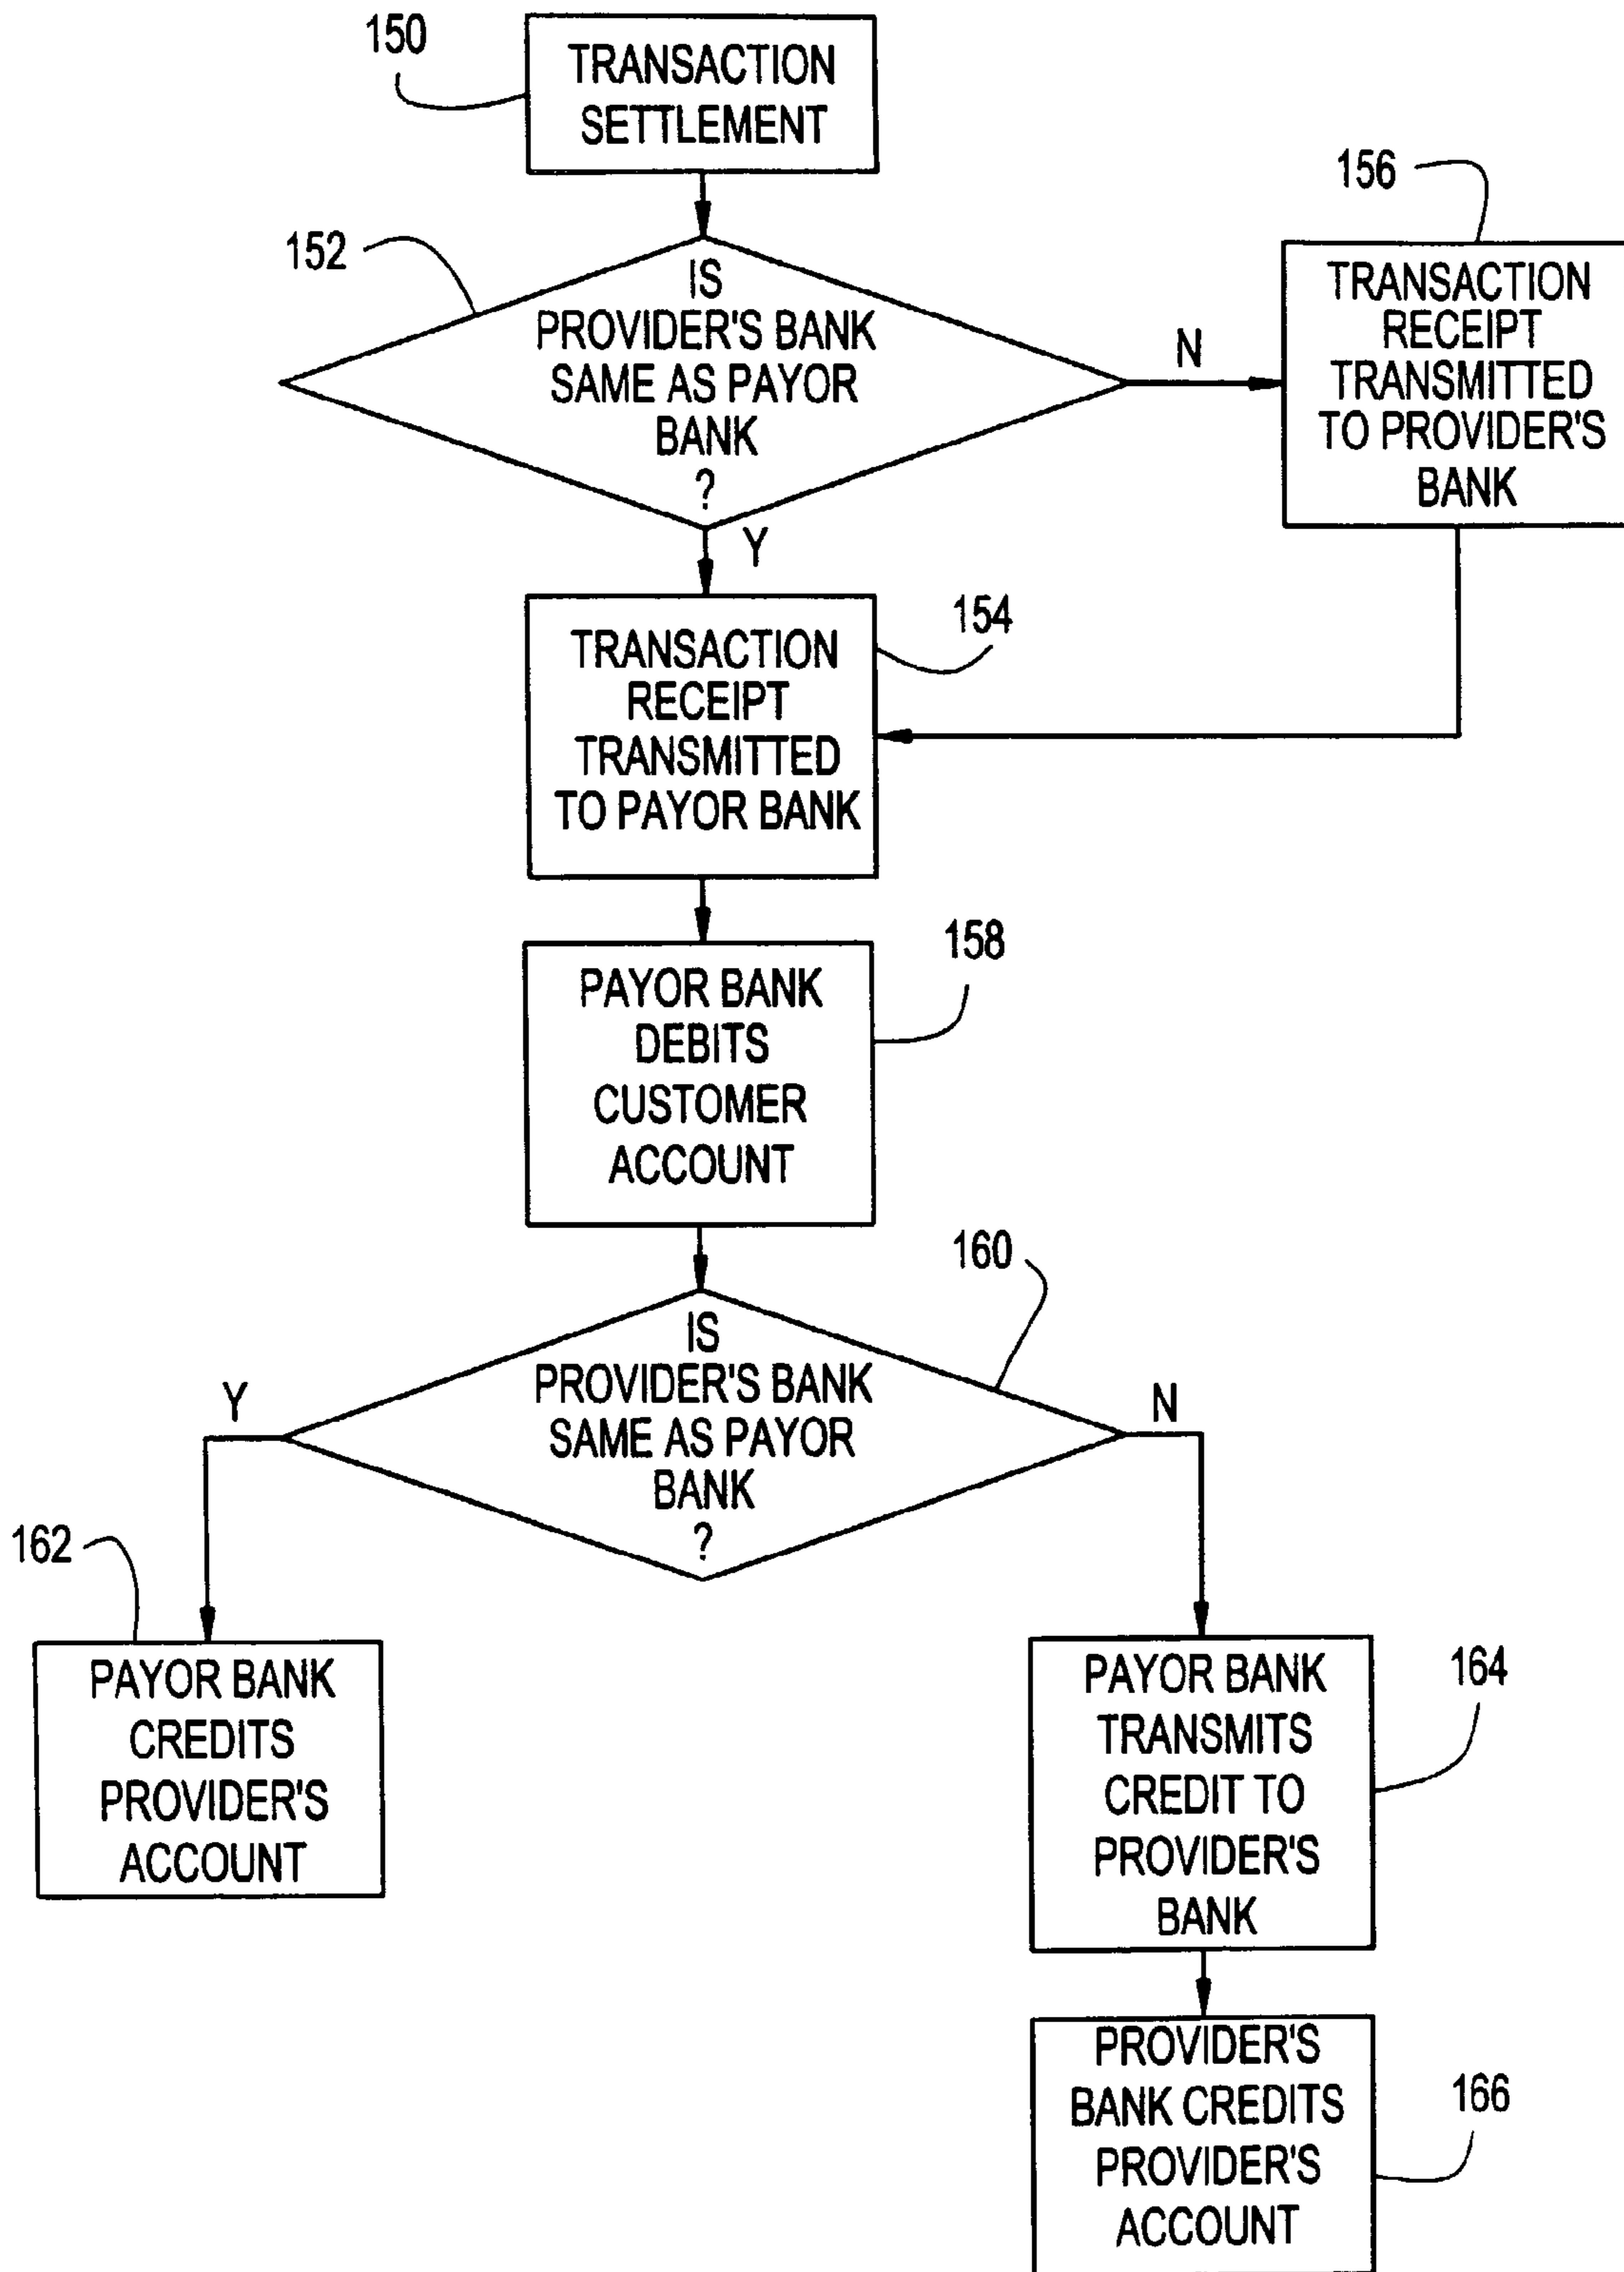 150
TRANSACTION
SETTLEMENT
152
IS
PROVIDER'S BANK
SAME AS PAYOR
BANK
?
N
Y
156
TRANSACTION
RECEIPT
TRANSMITTED
TO PROVIDER'S
BANK
154
TRANSACTION
RECEIPT
TRANSMITTED
TO PAYOR BANK
158
PAYOR BANK
DEBITS
CUSTOMER
ACCOUNT
160
IS
PROVIDER'S BANK
SAME AS PAYOR
BANK
?
Y
N
162
PAYOR BANK
CREDITS
PROVIDER'S
ACCOUNT
164
PAYOR BANK
TRANSMITS
CREDIT TO
PROVIDER'S
BANK
166
PROVIDER'S
BANK CREDITS
PROVIDER'S
ACCOUNT